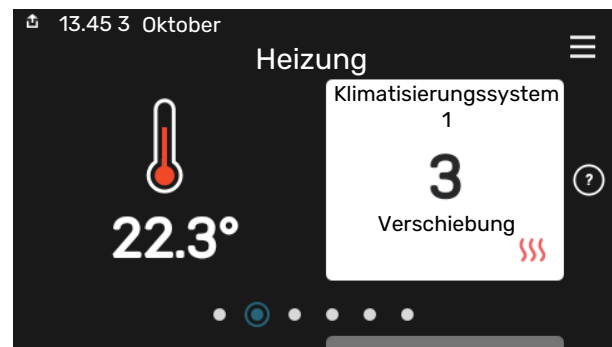 13.45 3 Oktober
Heizung
22.3°
Klimatisierungssystem
1
3
Verschiebung
?